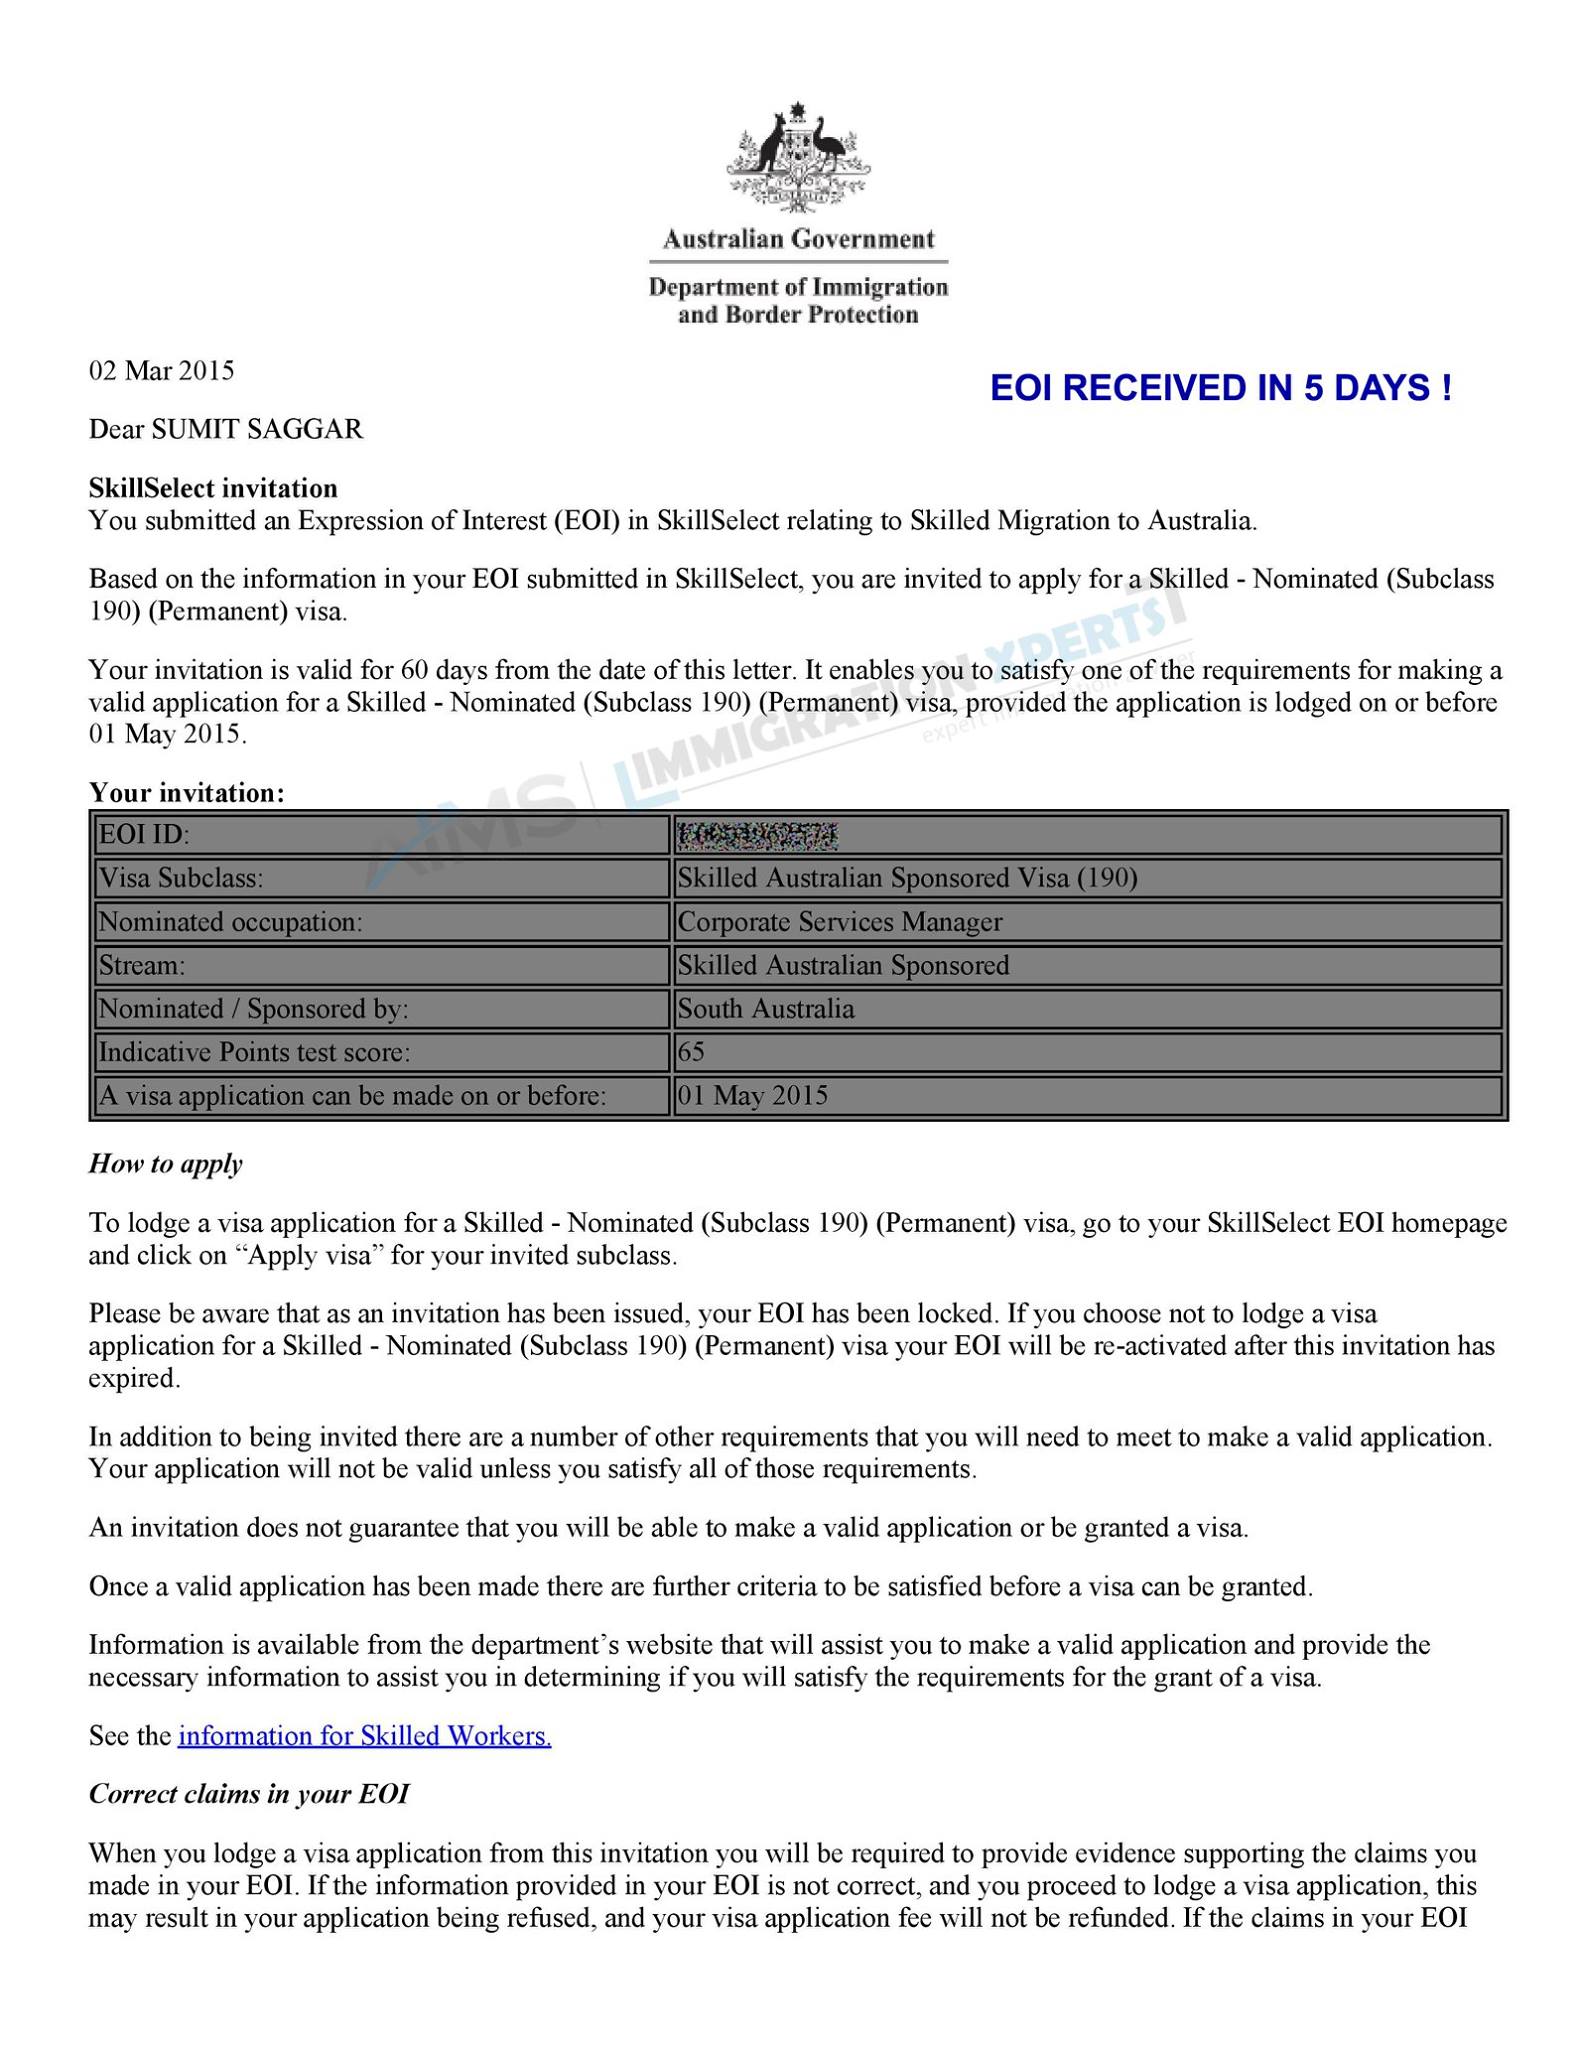 AUSTRALIA
Australian Government
Department of Immigration
and Border Protection
02 Mar 2015
EOI RECEIVED IN 5 DAYS !
Dear SUMIT SAGGAR
SkillSelect invitation
You submitted an Expression of Interest (EOI) in SkillSelect relating to Skilled Migration to Australia.
Based on the information in your EOI submitted in SkillSelect, you are invited to apply for a Skilled - Nominated (Subclass
190) (Permanent) visa.
Your invitation is valid for 60 days from the date of this letter. It enables you to satisfy one of the requirements for making a
valid application for a Skilled - Nominated (Subclass 190) (Permanent) visa, provided the application is lodged on or before
01 May 2015.
AIMS IMMIGRATION XPERTS
Your invitation:
EOI ID:
Visa Subclass: Skilled Australian Sponsored Visa (190)
Nominated occupation: Corporate Services Manager
Stream: Skilled Australian Sponsored
Nominated / Sponsored by: South Australia
Indicative Points test score: 65
A visa application can be made on or before: 01 May 2015
How to apply
To lodge a visa application for a Skilled - Nominated (Subclass 190) (Permanent) visa, go to your SkillSelect EOI homepage
and click on “Apply visa” for your invited subclass.
Please be aware that as an invitation has been issued, your EOI has been locked. If you choose not to lodge a visa
application for a Skilled - Nominated (Subclass 190) (Permanent) visa your EOI will be re-activated after this invitation has
expired.
In addition to being invited there are a number of other requirements that you will need to meet to make a valid application.
Your application will not be valid unless you satisfy all of those requirements.
An invitation does not guarantee that you will be able to make a valid application or be granted a visa.
Once a valid application has been made there are further criteria to be satisfied before a visa can be granted.
Information is available from the department’s website that will assist you to make a valid application and provide the
necessary information to assist you in determining if you will satisfy the requirements for the grant of a visa.
See the information for Skilled Workers.
Correct claims in your EOI
When you lodge a visa application from this invitation you will be required to provide evidence supporting the claims you
made in your EOI. If the information provided in your EOI is not correct, and you proceed to lodge a visa application, this
may result in your application being refused, and your visa application fee will not be refunded. If the claims in your EOI